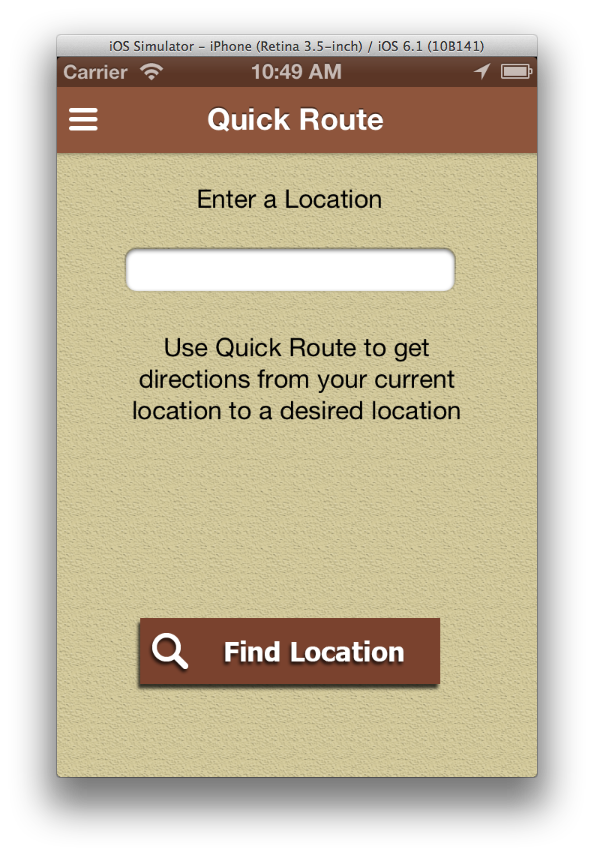 iOS Simulator – iPhone (Retina 3.5-inch) / iOS 6.1 (10B141)
Carrier 10:49 AM
Quick Route
Enter a Location
Use Quick Route to get
directions from your current
location to a desired location
Find Location